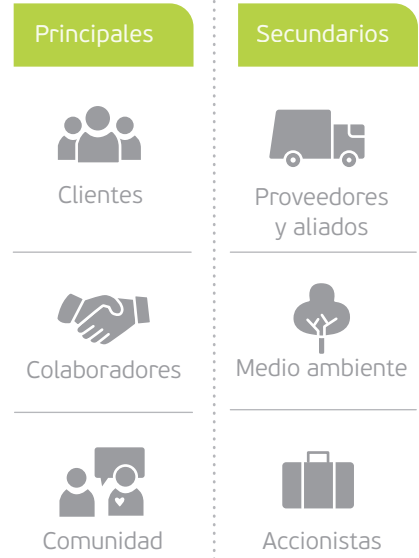 Principales
Clientes
Colaboradores
Comunidad
Secundarios
Proveedores
y aliados
Medio ambiente
Accionistas